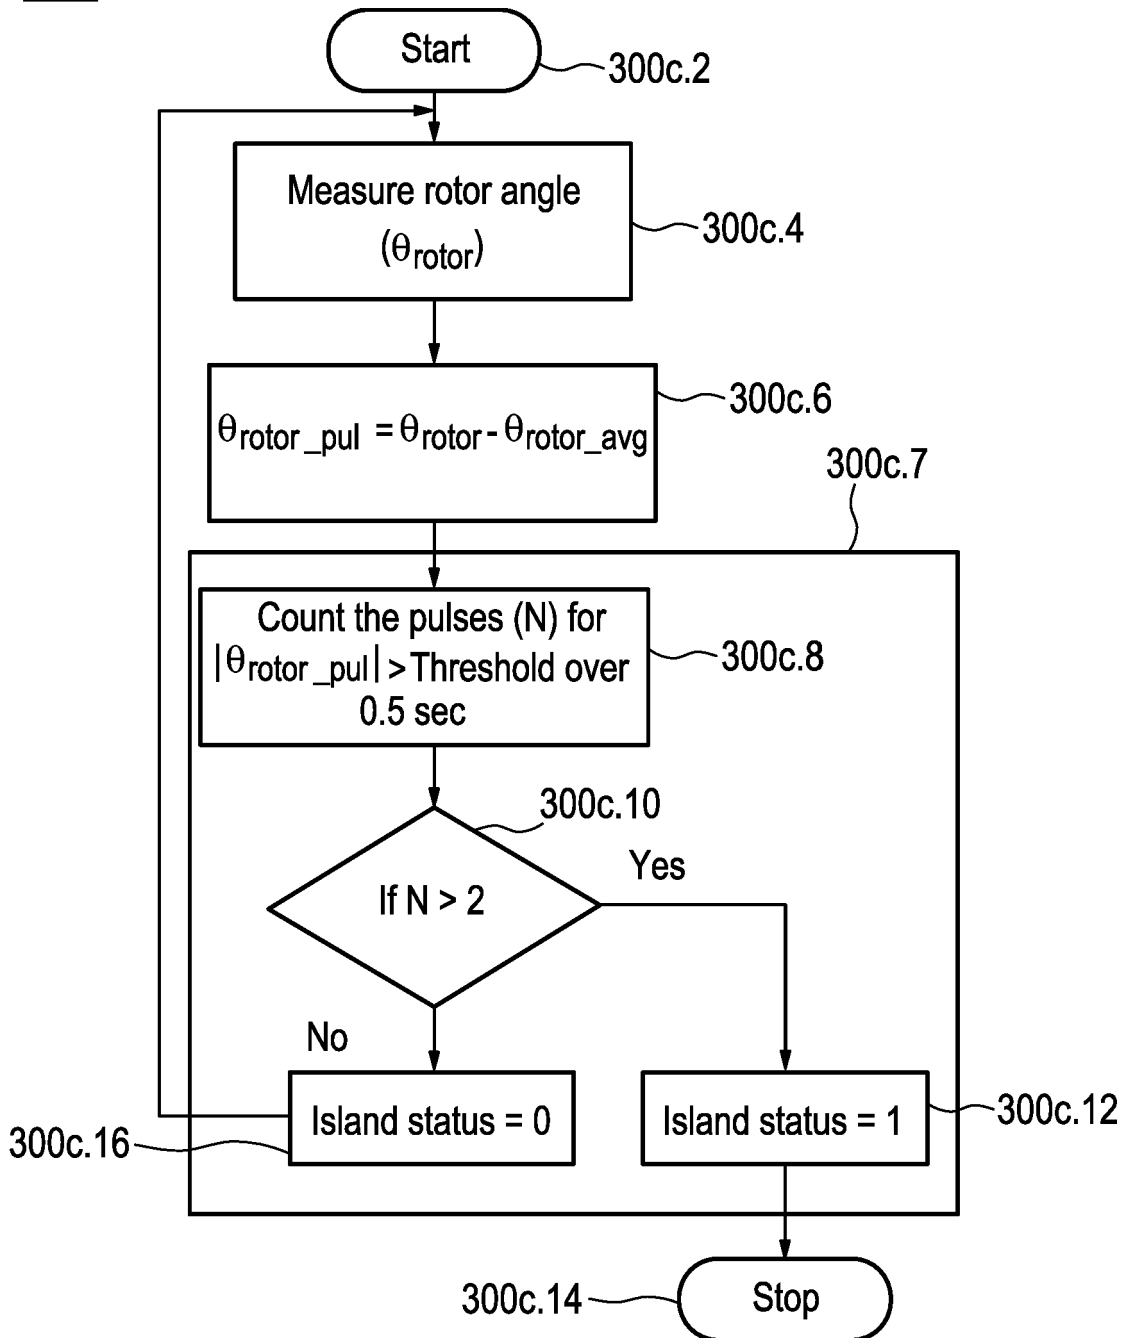 Start
300c.2
Measure rotor angle
(θrotor)
300c.4
θrotor_pul = θrotor - θrotor_avg
300c.6
300c.7
Count the pulses (N) for
|θrotor_pul| > Threshold over
0.5 sec
300c.8
300c.10
If N > 2
Yes
No
Island status = 0
300c.16
Island status = 1
300c.12
Stop
300c.14